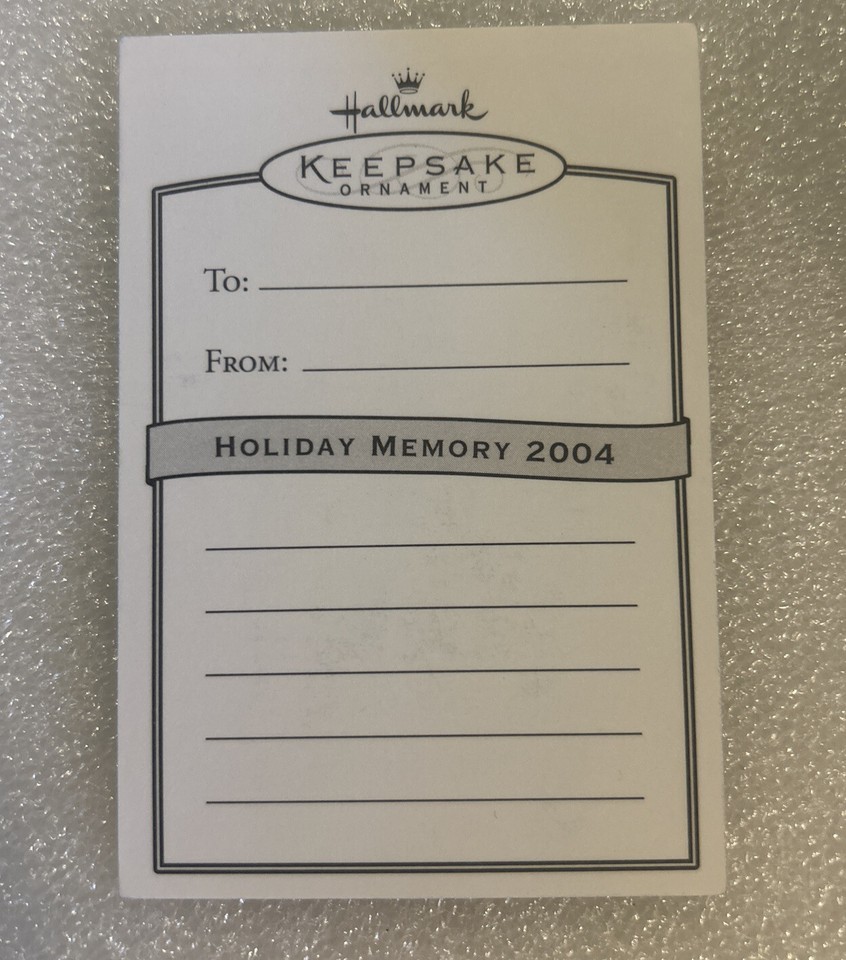 Hallmark
KEEPSAKE
ORNAMENT
To:
FROM:
HOLIDAY MEMORY 2004